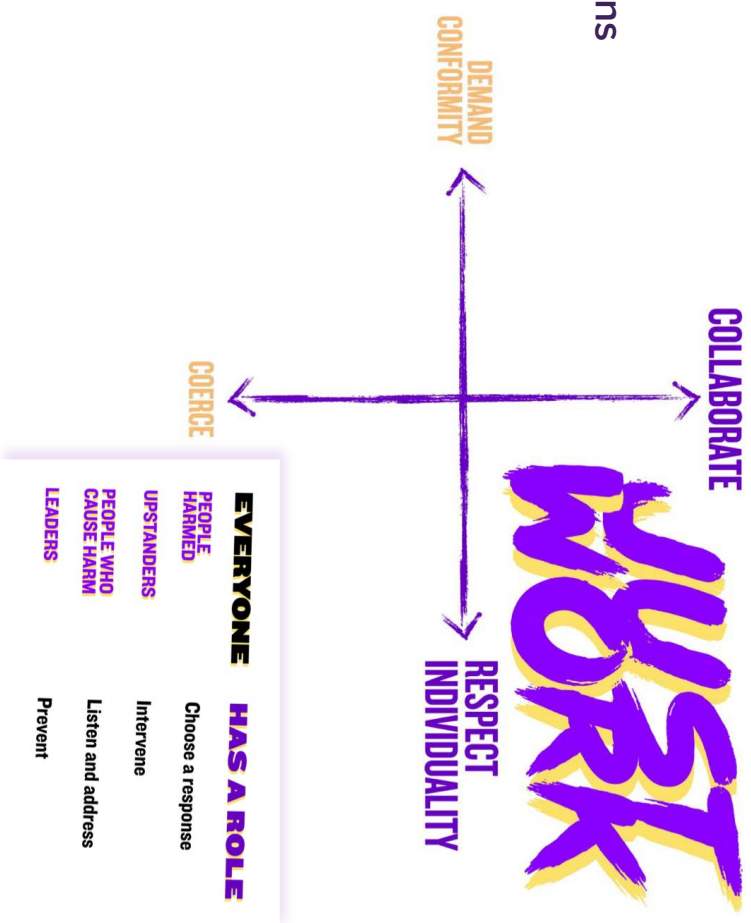 ns
COLLABORATE
JUST
WORK
DEMAND
CONFORMITY
RESPECT
INDIVIDUALITY
COERCE
EVERYONE HAS A ROLE
PEOPLE
HARMED
Choose a response
UPSTANDERS
Intervene
PEOPLE WHO
CAUSE HARM
Listen and address
LEADERS
Prevent